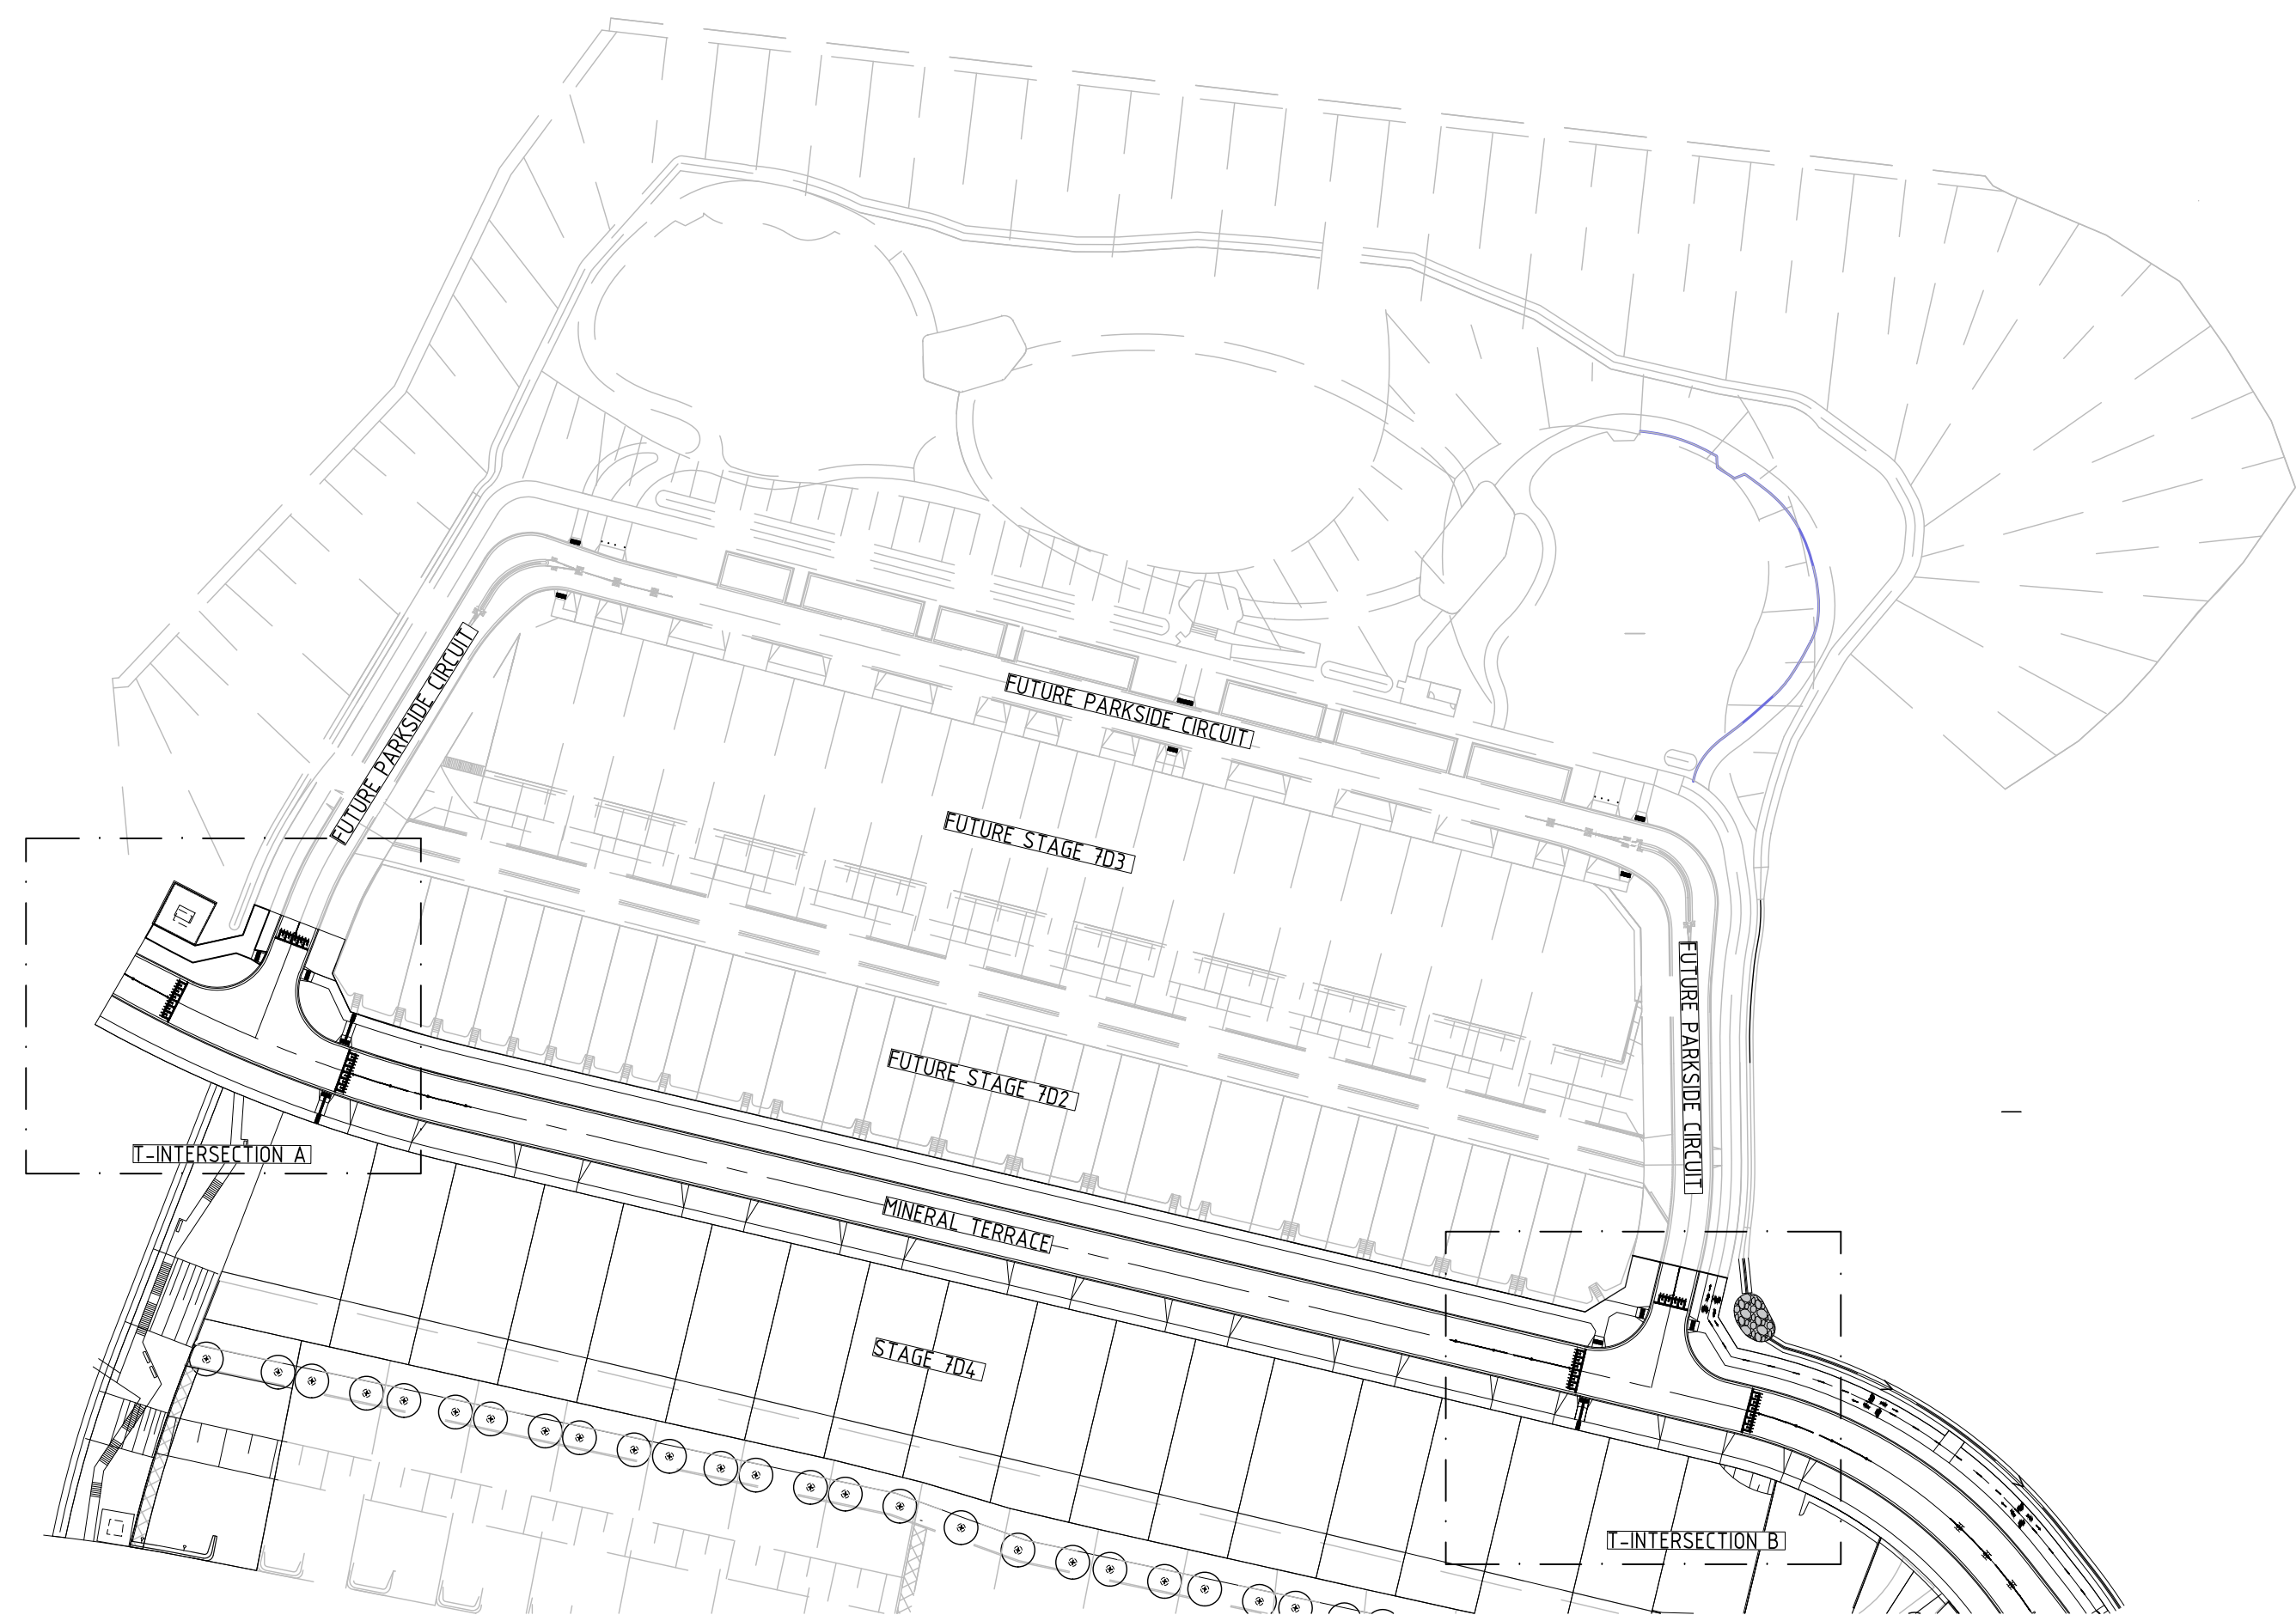 FUTURE PARKSIDE CIRCUIT
FUTURE PARKSIDE CIRCUIT
FUTURE STAGE 7D3
FUTURE PARKSIDE CIRCUIT
FUTURE STAGE 7D2
T-INTERSECTION A
MINERAL TERRACE
STAGE 7D4
T-INTERSECTION B